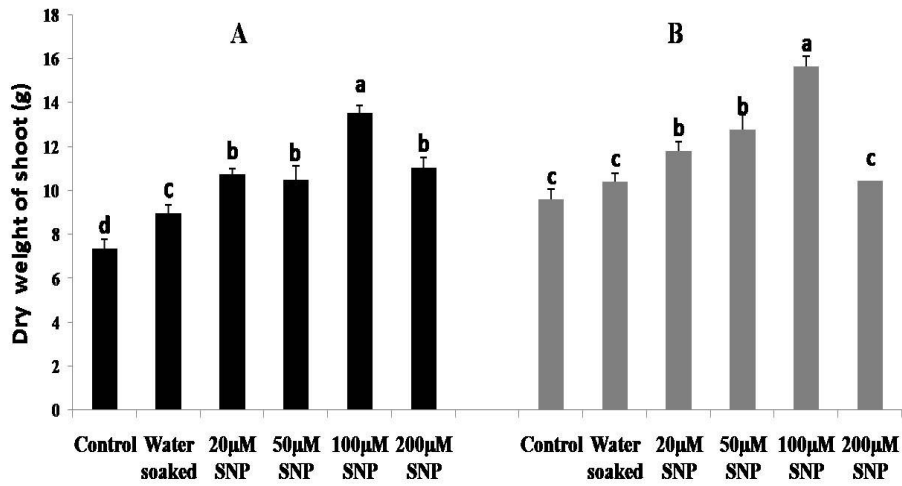 Dry weight of shoot (g)
18
16
14
12
10
8
6
4
2
0
A
d
c
b
b
a
b
B
c
c
b
b
a
c
Control Water soaked 20μM SNP 50μM SNP 100μM SNP 200μM SNP
Control Water soaked 20μM SNP 50μM SNP 100μM SNP 200μM SNP